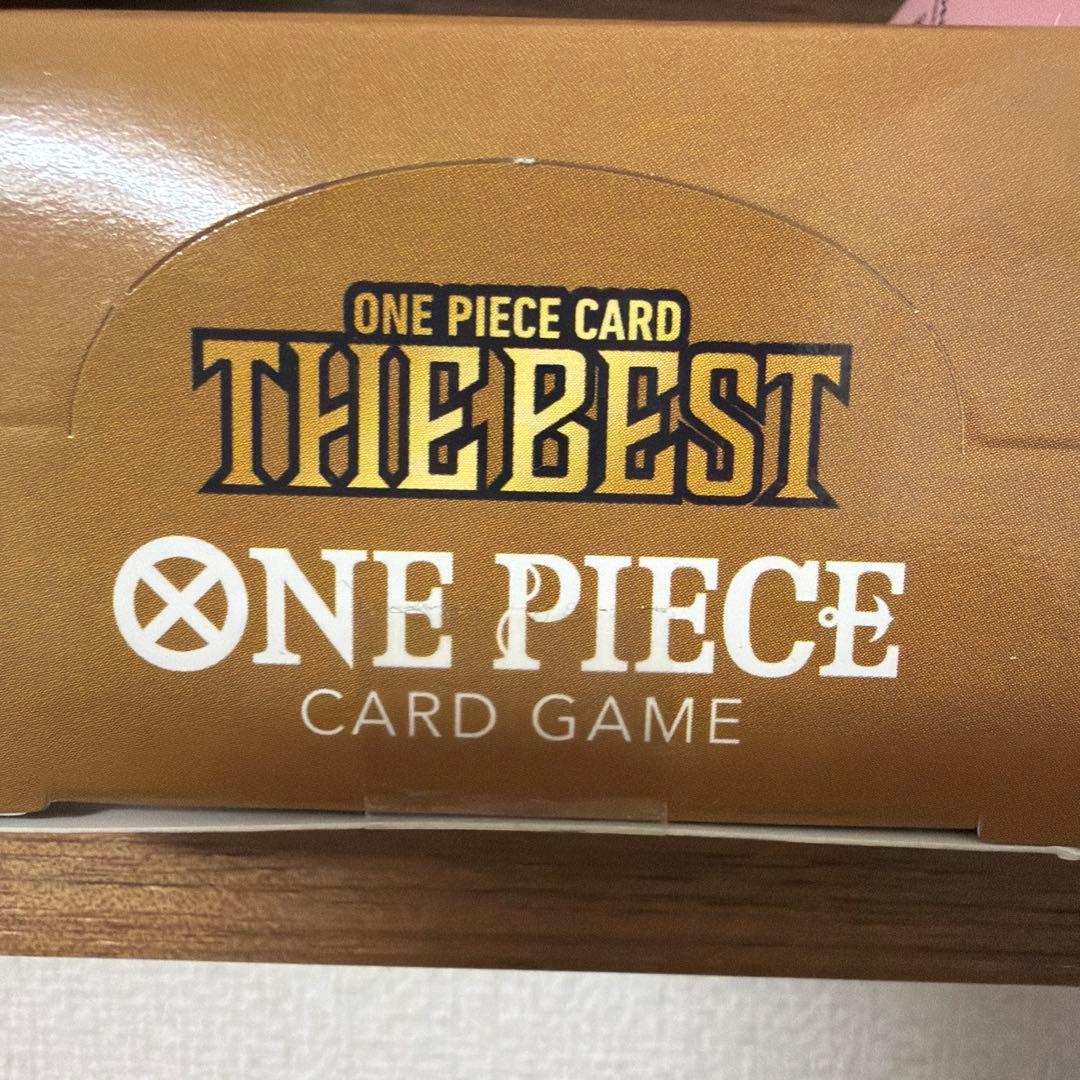 ONE PIECE CARD
THE BEST
ONE PIECE
CARD GAME